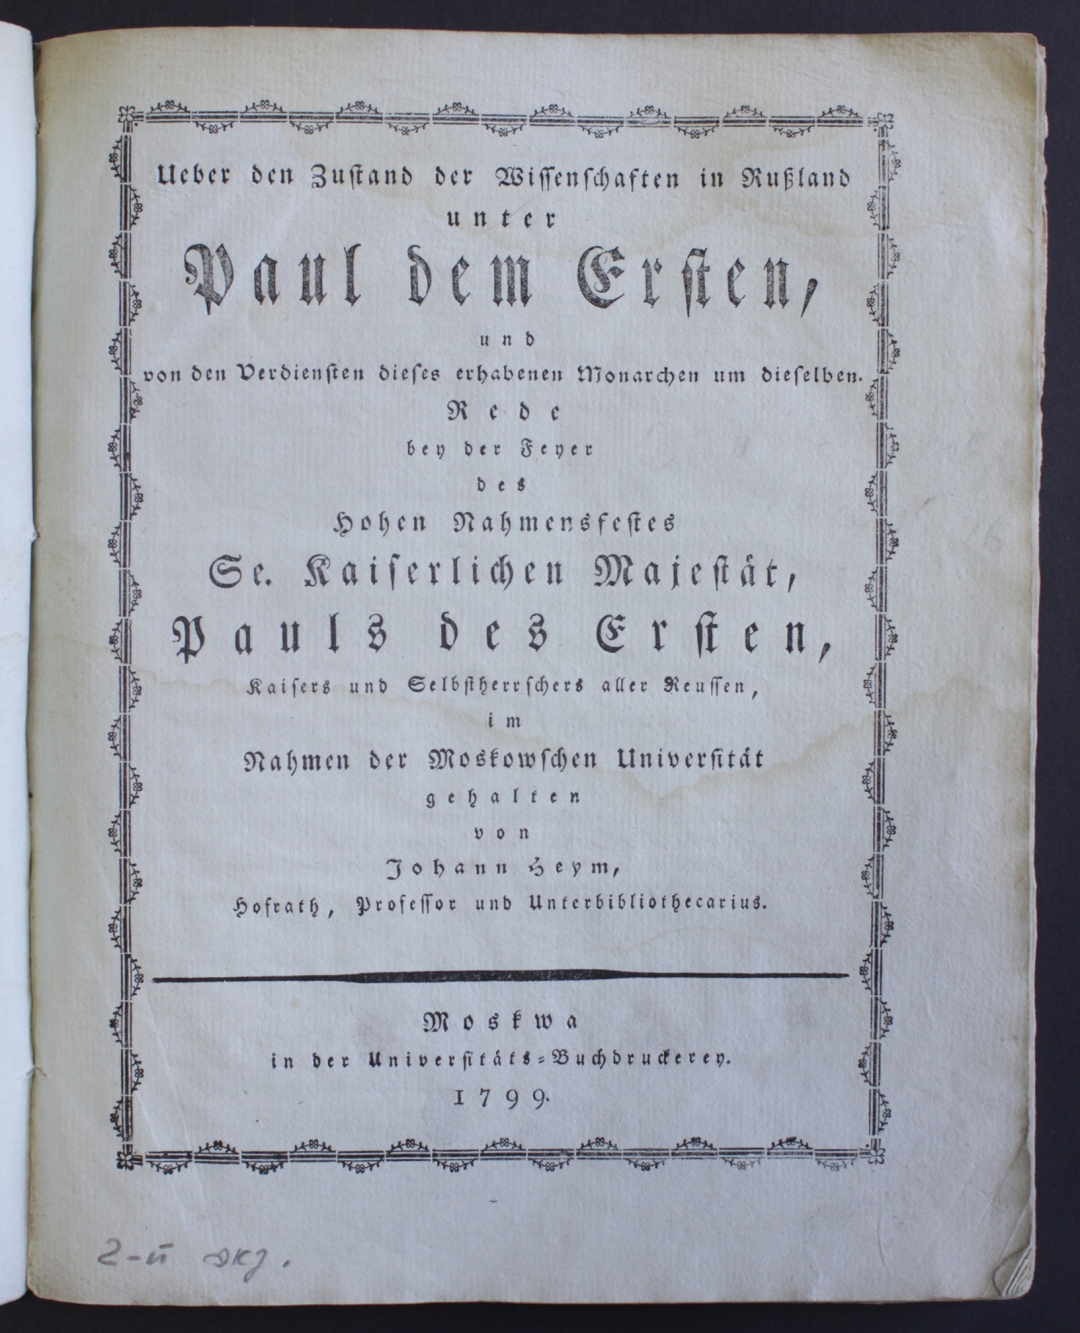 Ueber den Zustand der Wissenschaften in Rußland
unter
Paul dem Ersten,
und
von den Verdiensten dieses erhabenen Monarchen um dieselben.
Rede
bey der Feyer
des
Hohen Nahmensfestes
Se. Kaiserlichen Majestät,
Pauls des Ersten,
Kaisers und Selbstherrschers aller Reussen,
im
Nahmen der Moskowschen Universität
gehalten
von
Johann Heym,
Hofrath, Professor und Unterbibliothecarius.
Moskwa
in der Universitäts-Buchdruckerey.
1799.
2-й экз.